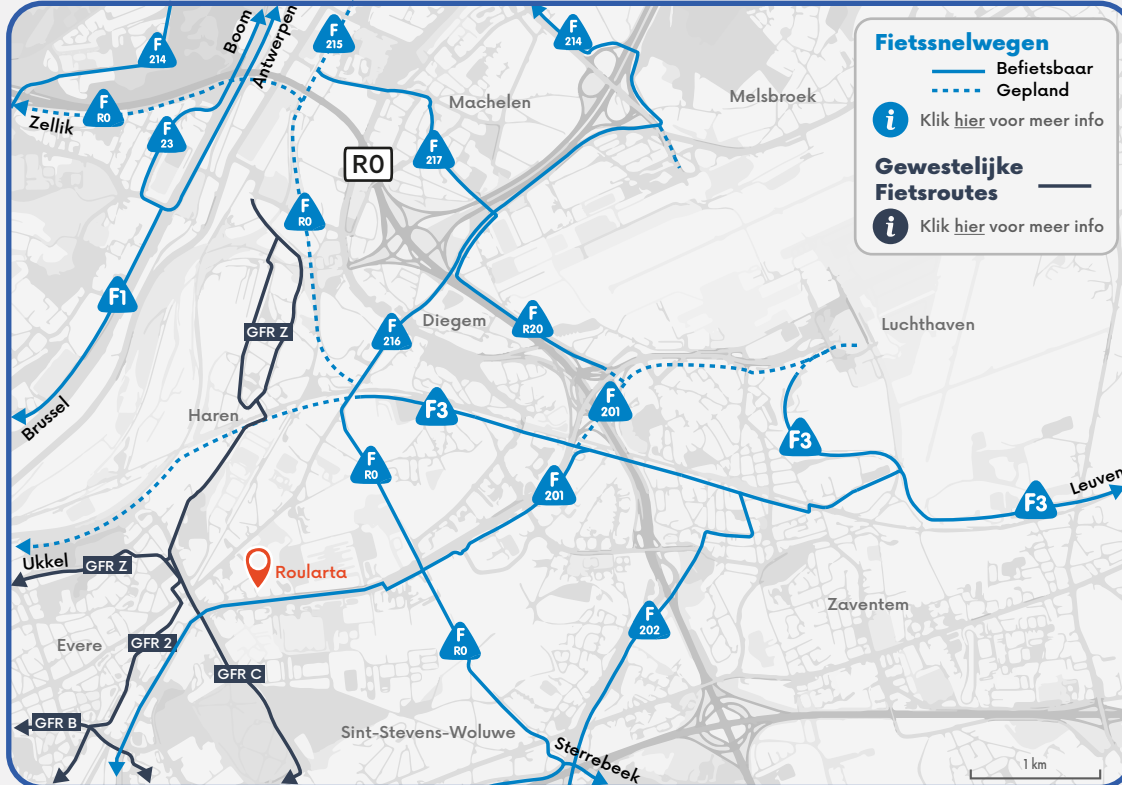 Boom
Antwerpen
F
215
F
214
F
214
Fietssnelwegen
Befietsbaar
Gepland
i
Klik hier voor meer info
Gewestelijke
Fietsroutes
i
Klik hier voor meer info
Machelen
Melsbroek
F
R0
Zellik
F
23
F
217
R0
F
R0
F1
GFR Z
F
216
Diegem
F
R20
Luchthaven
Brussel
Haren
F3
F
201
F3
F
R0
F
201
Leuven
F3
Ukkel
GFR Z
Roularta
Zaventem
Evere
GFR 2
F
R0
F
202
GFR C
GFR B
Sint-Stevens-Woluwe
Sterrebeek
1 km